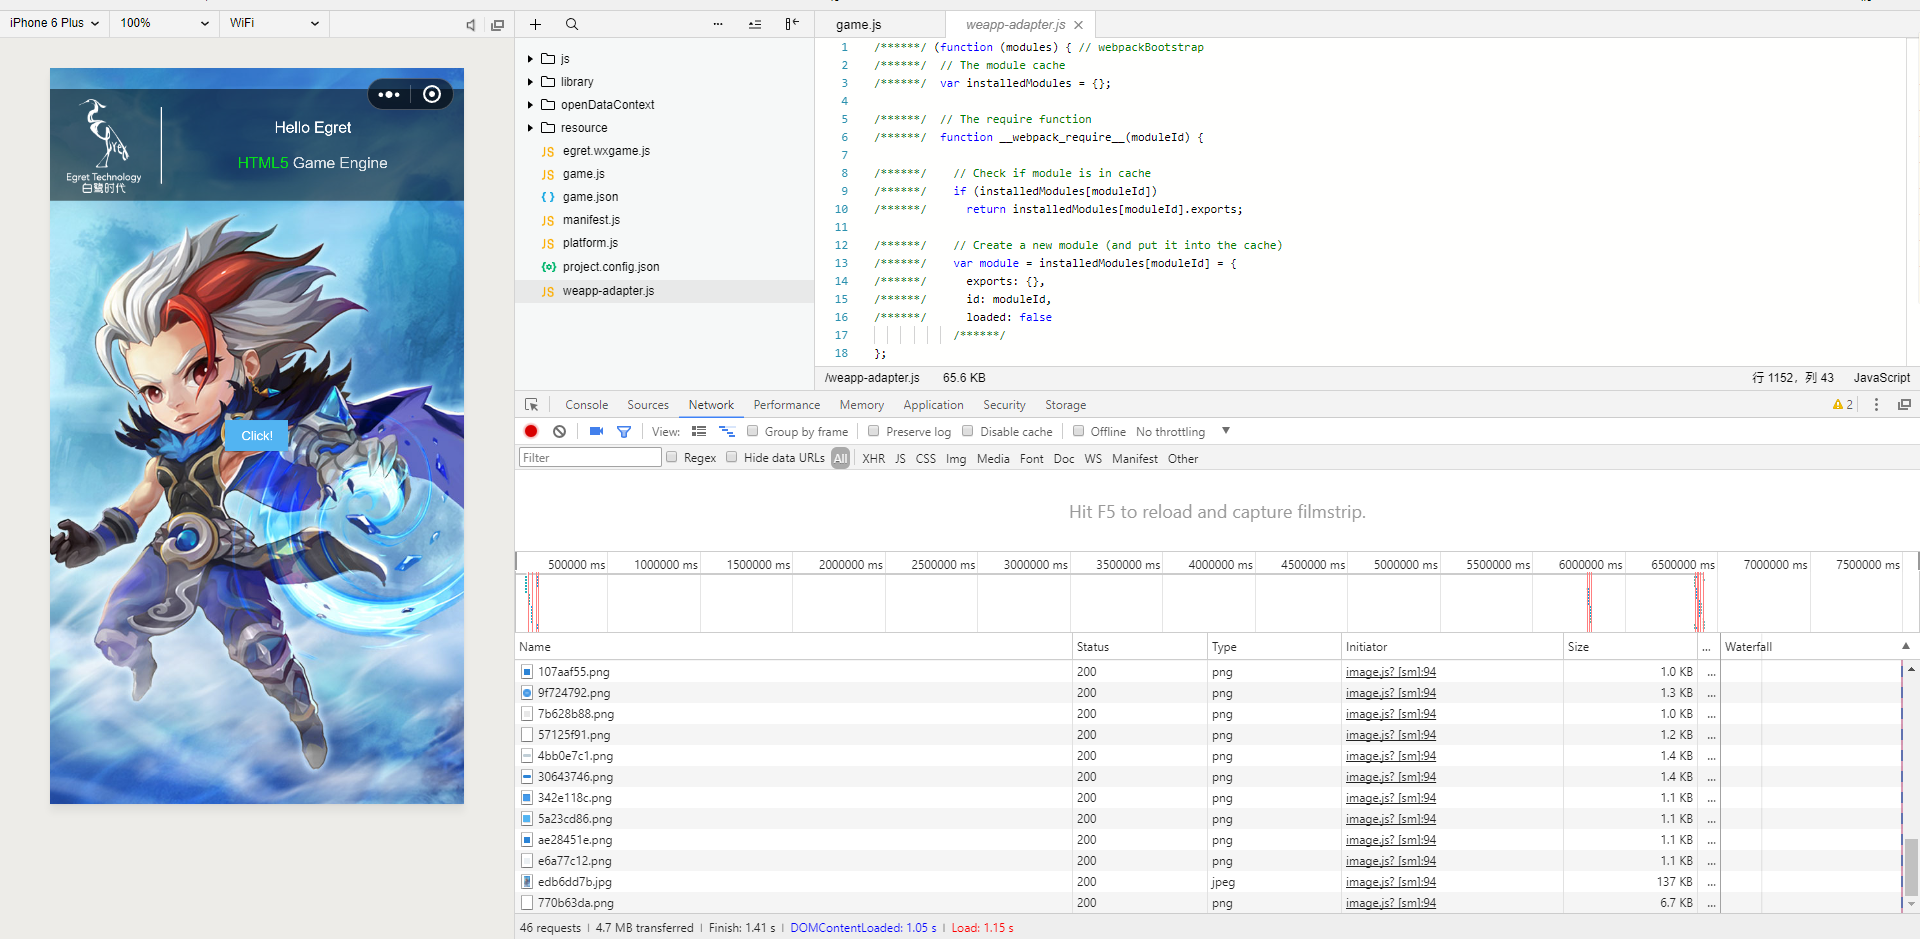 iPhone 6 Plus 100% WiFi
Hello Egret
HTML5 Game Engine
Egret Technology
白鹭时代
Click!
js
library
openDataContext
resource
JS egret.wxgame.js
JS game.js
{ } game.json
JS manifest.js
JS platform.js
{o} project.config.json
JS weapp-adapter.js
game.js weapp-adapter.js
1 /******/ (function (modules) { // webpackBootstrap
2 /******/ // The module cache
3 /******/ var installedModules = {};
4
5 /******/ // The require function
6 /******/ function __webpack_require__(moduleId) {
7
8 /******/ // Check if module is in cache
9 /******/ if (installedModules[moduleId])
10 /******/ return installedModules[moduleId].exports;
11
12 /******/ // Create a new module (and put it into the cache)
13 /******/ var module = installedModules[moduleId] = {
14 /******/ exports: {},
15 /******/ id: moduleId,
16 /******/ loaded: false
17 /******/
18 };
/weapp-adapter.js 65.6 KB 行 1152，列 43 JavaScript
Console Sources Network Performance Memory Application Security Storage 2
View: Group by frame Preserve log Disable cache Offline No throttling
Filter Regex Hide data URLs All XHR JS CSS Img Media Font Doc WS Manifest Other
Hit F5 to reload and capture filmstrip.
500000 ms 1000000 ms 1500000 ms 2000000 ms 2500000 ms 3000000 ms 3500000 ms 4000000 ms 4500000 ms 5000000 ms 5500000 ms 6000000 ms 6500000 ms 7000000 ms 7500000 ms
Name Status Type Initiator Size ... Waterfall
107aaf55.png 200 png image.js? [sm]:94 1.0 KB ...
9f724792.png 200 png image.js? [sm]:94 1.3 KB ...
7b628b88.png 200 png image.js? [sm]:94 1.0 KB ...
57125f91.png 200 png image.js? [sm]:94 1.2 KB ...
4bb0e7c1.png 200 png image.js? [sm]:94 1.4 KB ...
30643746.png 200 png image.js? [sm]:94 1.4 KB ...
342e118c.png 200 png image.js? [sm]:94 1.1 KB ...
5a23cd86.png 200 png image.js? [sm]:94 1.1 KB ...
ae28451e.png 200 png image.js? [sm]:94 1.1 KB ...
e6a77c12.png 200 png image.js? [sm]:94 1.1 KB ...
edb6dd7b.jpg 200 jpeg image.js? [sm]:94 137 KB ...
770b63da.png 200 png image.js? [sm]:94 6.7 KB ...
46 requests | 4.7 MB transferred | Finish: 1.41 s | DOMContentLoaded: 1.05 s | Load: 1.15 s